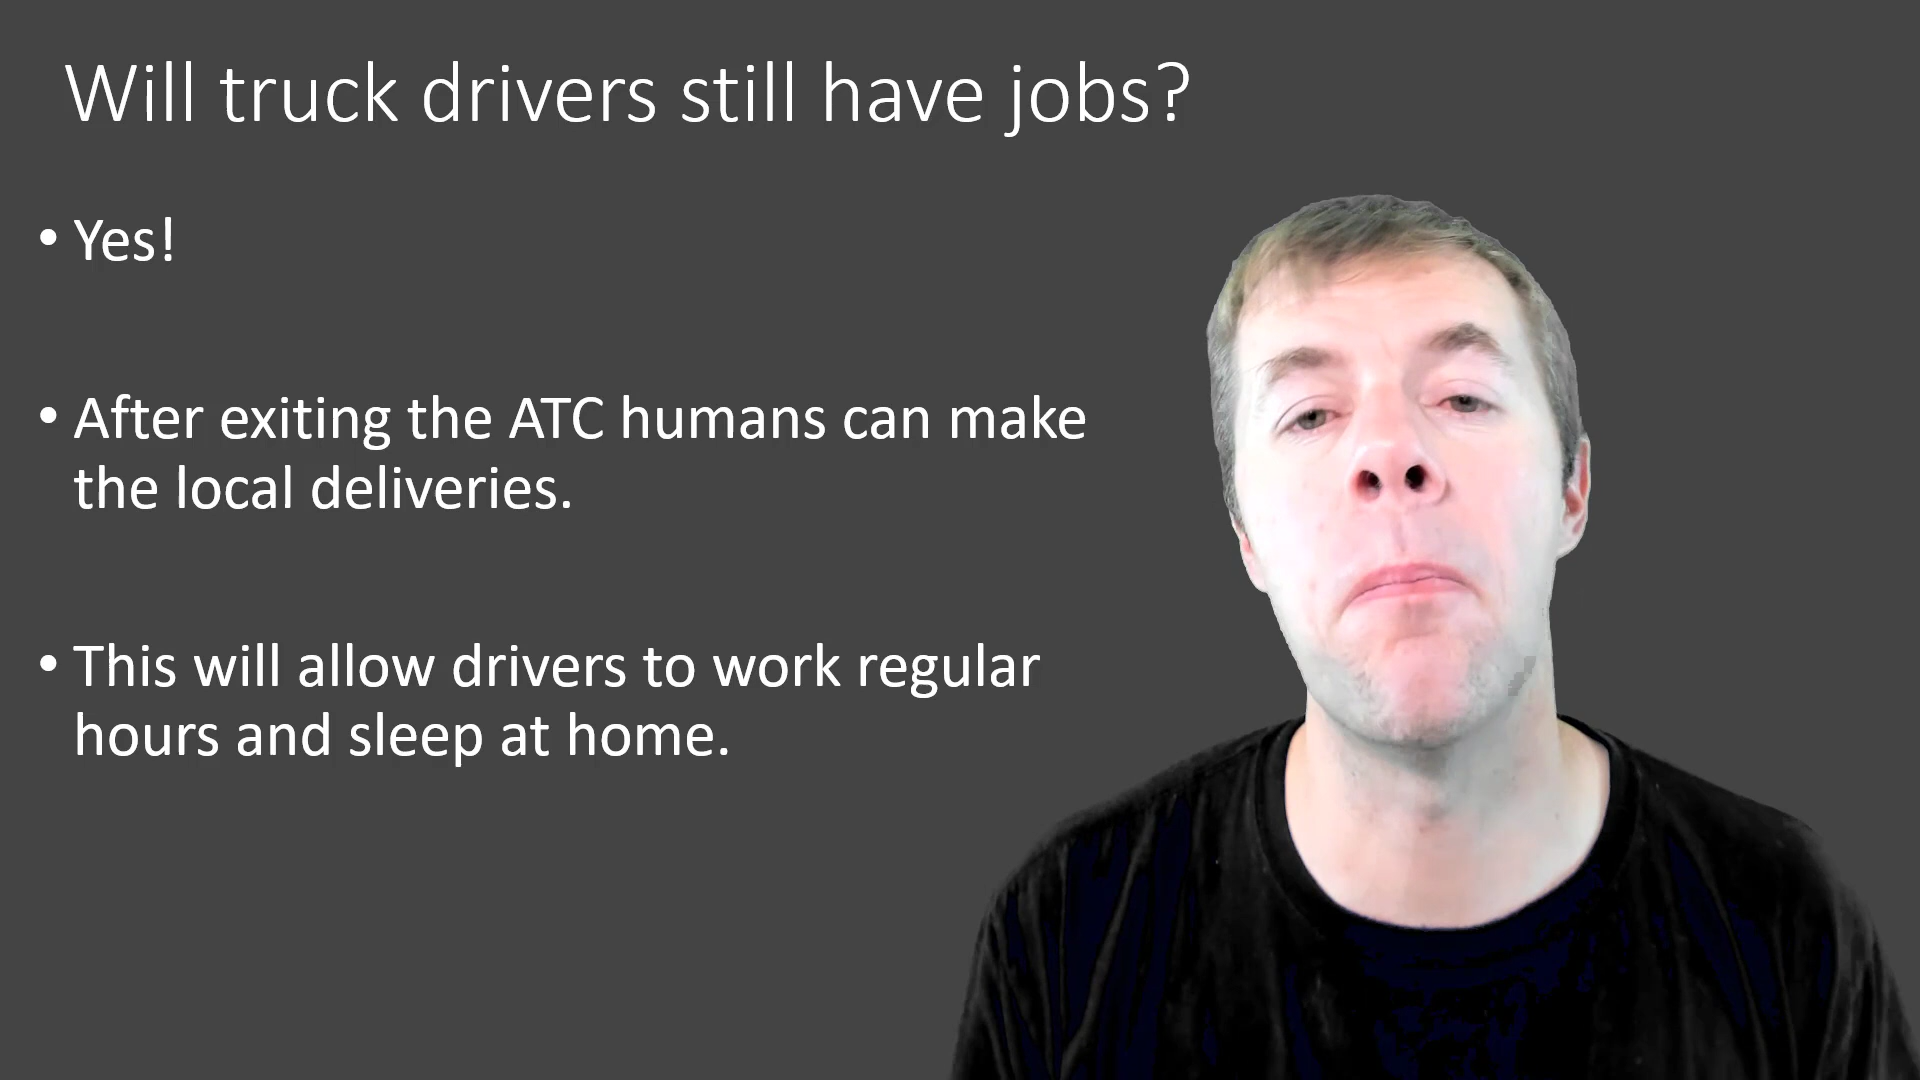 Will truck drivers still have jobs?
• Yes!
• After exiting the ATC humans can make
the local deliveries.
• This will allow drivers to work regular
hours and sleep at home.